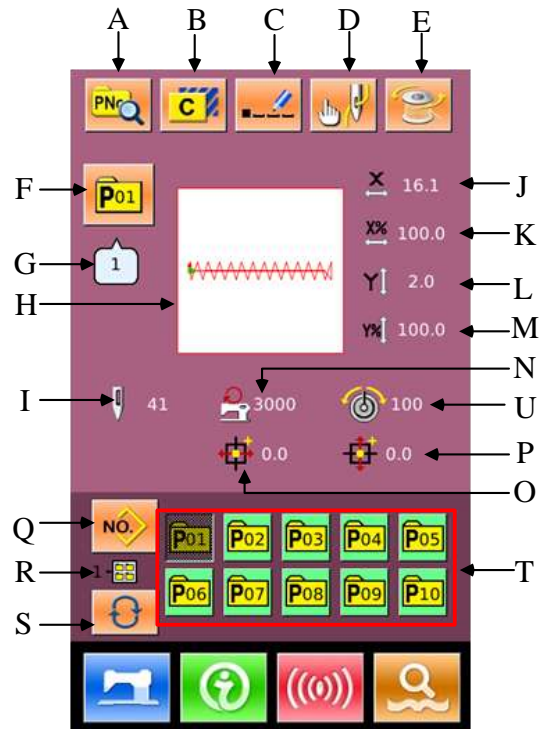 A B C D E
PNo. C
F P01 X 16.1 J
X% 100.0 K
G 1
H Y 2.0 L
Y% 100.0 M
N
I 41 3000 100 U
0.0 0.0 P
O
Q NO. P01 P02 P03 P04 P05
R 1- T
P06 P07 P08 P09 P10
S